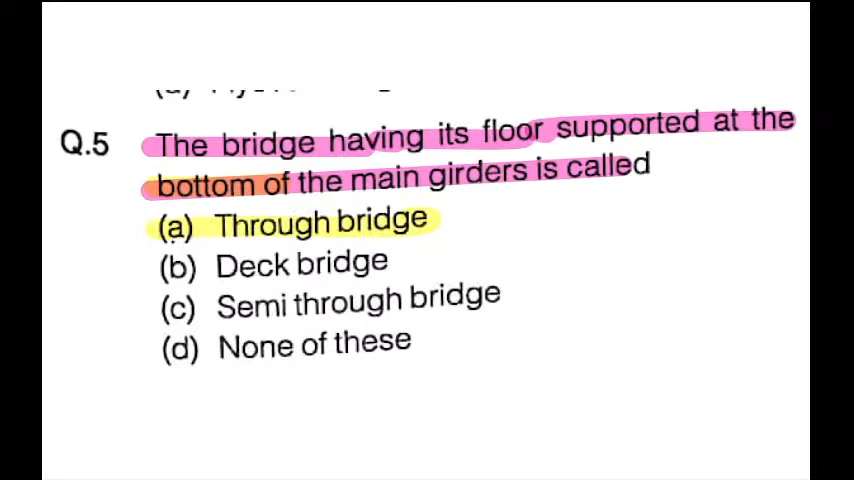 Q.5 The bridge having its floor supported at the
bottom of the main girders is called
(a) Through bridge
(b) Deck bridge
(c) Semi through bridge
(d) None of these